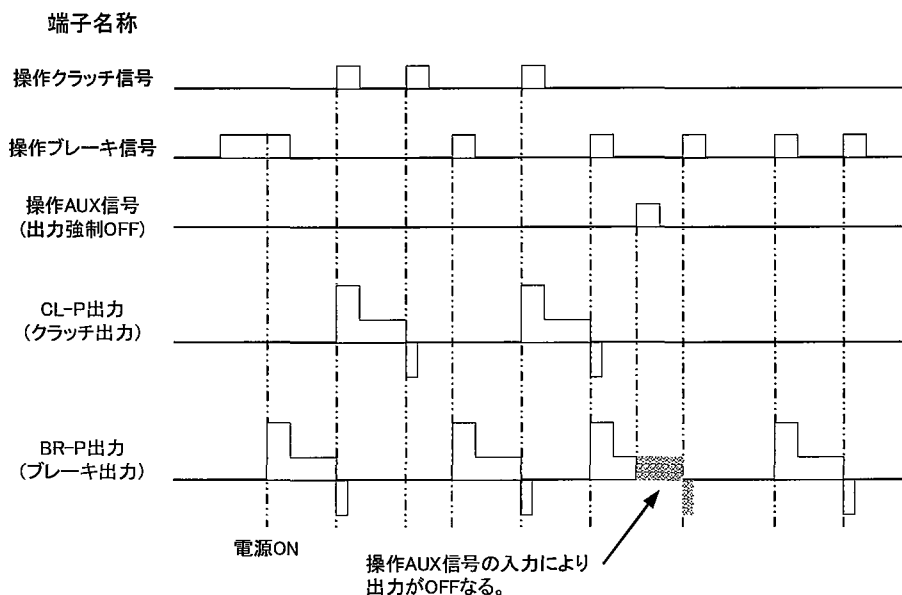 端子名称
操作クラッチ信号
操作ブレーキ信号
操作AUX信号
(出力強制OFF)
CL-P出力
(クラッチ出力)
BR-P出力
(ブレーキ出力)
電源ON
操作AUX信号の入力により
出力がOFFなる。